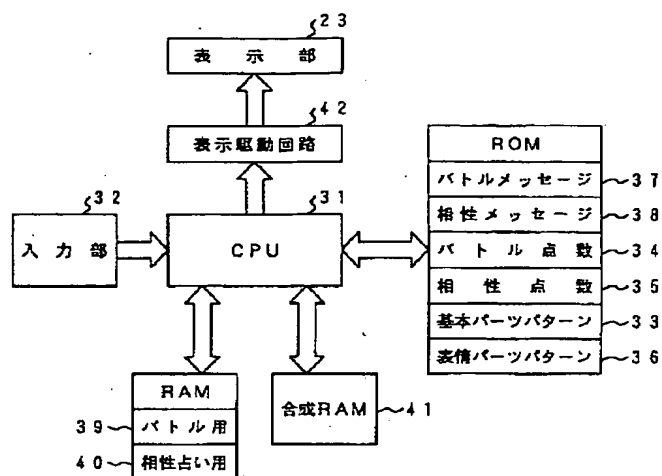 23
表示部
42
表示駆動回路
ROM
32
31
バトルメッセージ 37
相性メッセージ 38
入力部
CPU
バトル点数 34
相性点数 35
基本パーツパターン 33
表情パーツパターン 36
RAM
合成RAM 41
39 バトル用
40 相性占い用